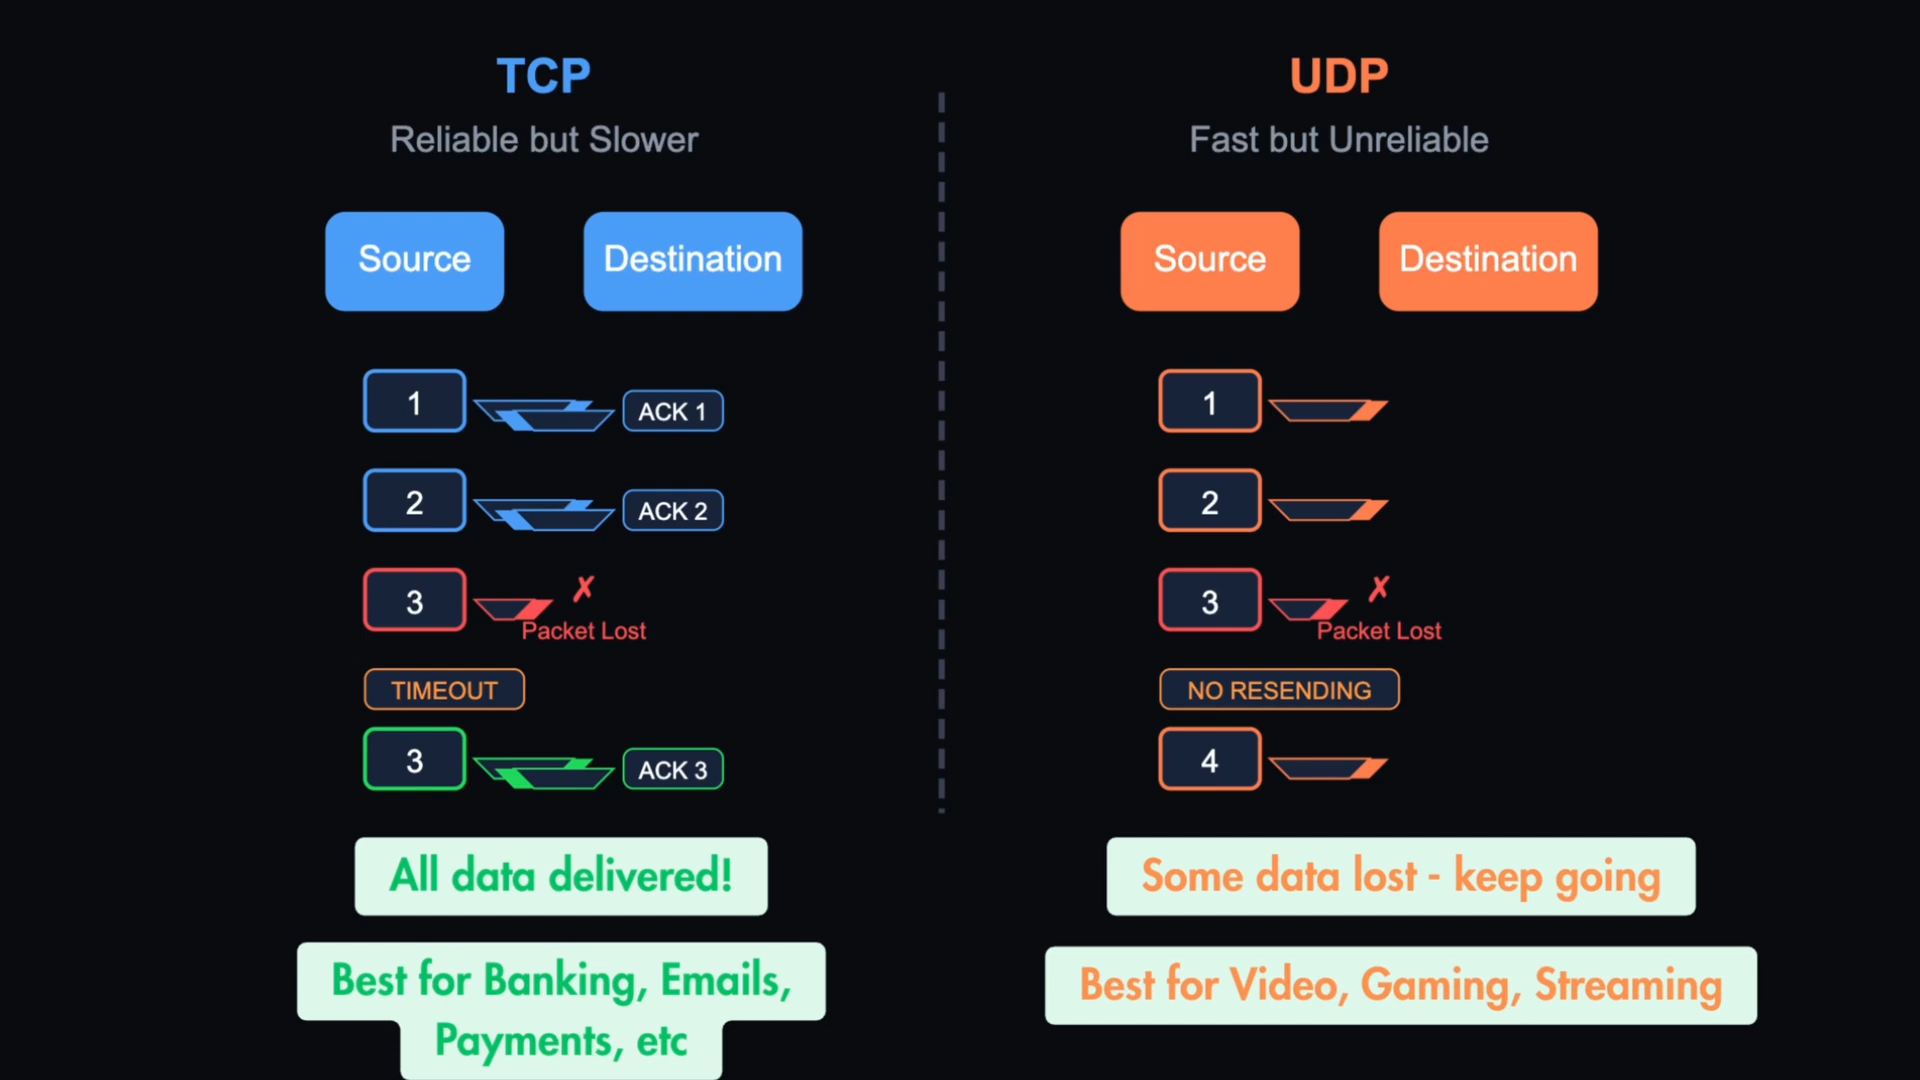 TCP
Reliable but Slower
Source
Destination
1
ACK 1
2
ACK 2
3
✗
Packet Lost
TIMEOUT
3
ACK 3
All data delivered!
Best for Banking, Emails,
Payments, etc
UDP
Fast but Unreliable
Source
Destination
1
2
3
✗
Packet Lost
NO RESENDING
4
Some data lost - keep going
Best for Video, Gaming, Streaming